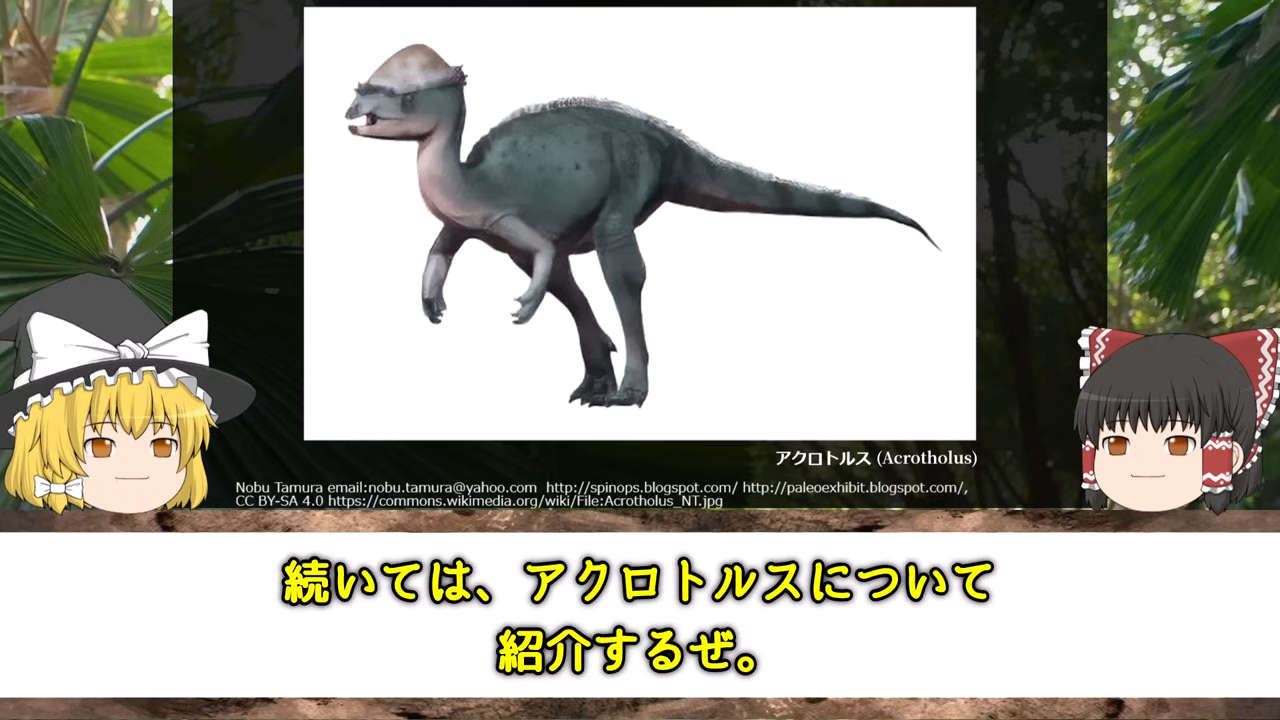 アクロトルス (Acrotholus)
Nobu Tamura email:nobu.tamura@yahoo.com http://spinops.blogspot.com/ http://paleoexhibit.blogspot.com/,
CC BY-SA 4.0 https://commons.wikimedia.org/wiki/File:Acrotholus_NT.jpg
続いては、アクロトルスについて
紹介するぜ。